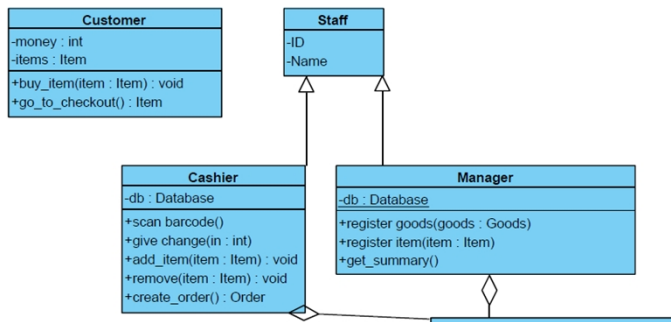 Customer
-money : int
-items : Item
+buy_item(item : Item) : void
+go_to_checkout() : Item
Staff
-ID
-Name
Cashier
-db : Database
+scan barcode()
+give change(in : int)
+add_item(item : Item) : void
+remove(item : Item) : void
+create_order() : Order
Manager
-db : Database
+register goods(goods : Goods)
+register item(item : Item)
+get_summary()